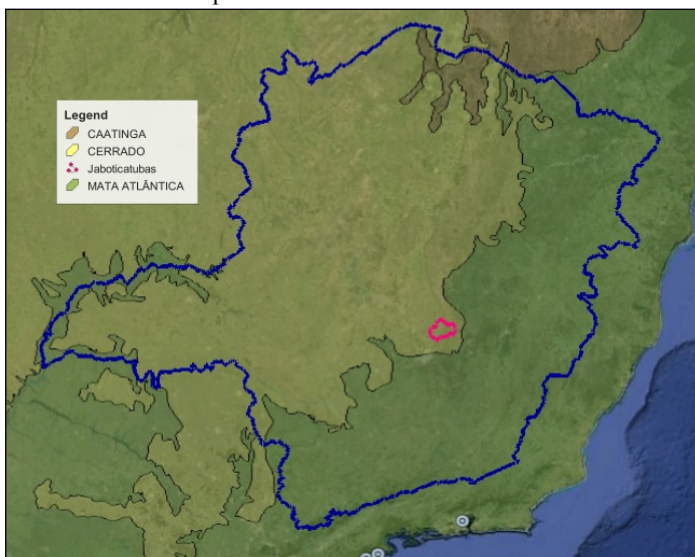 Legend
CAATINGA
CERRADO
Jaboticatubas
MATA ATLÂNTICA